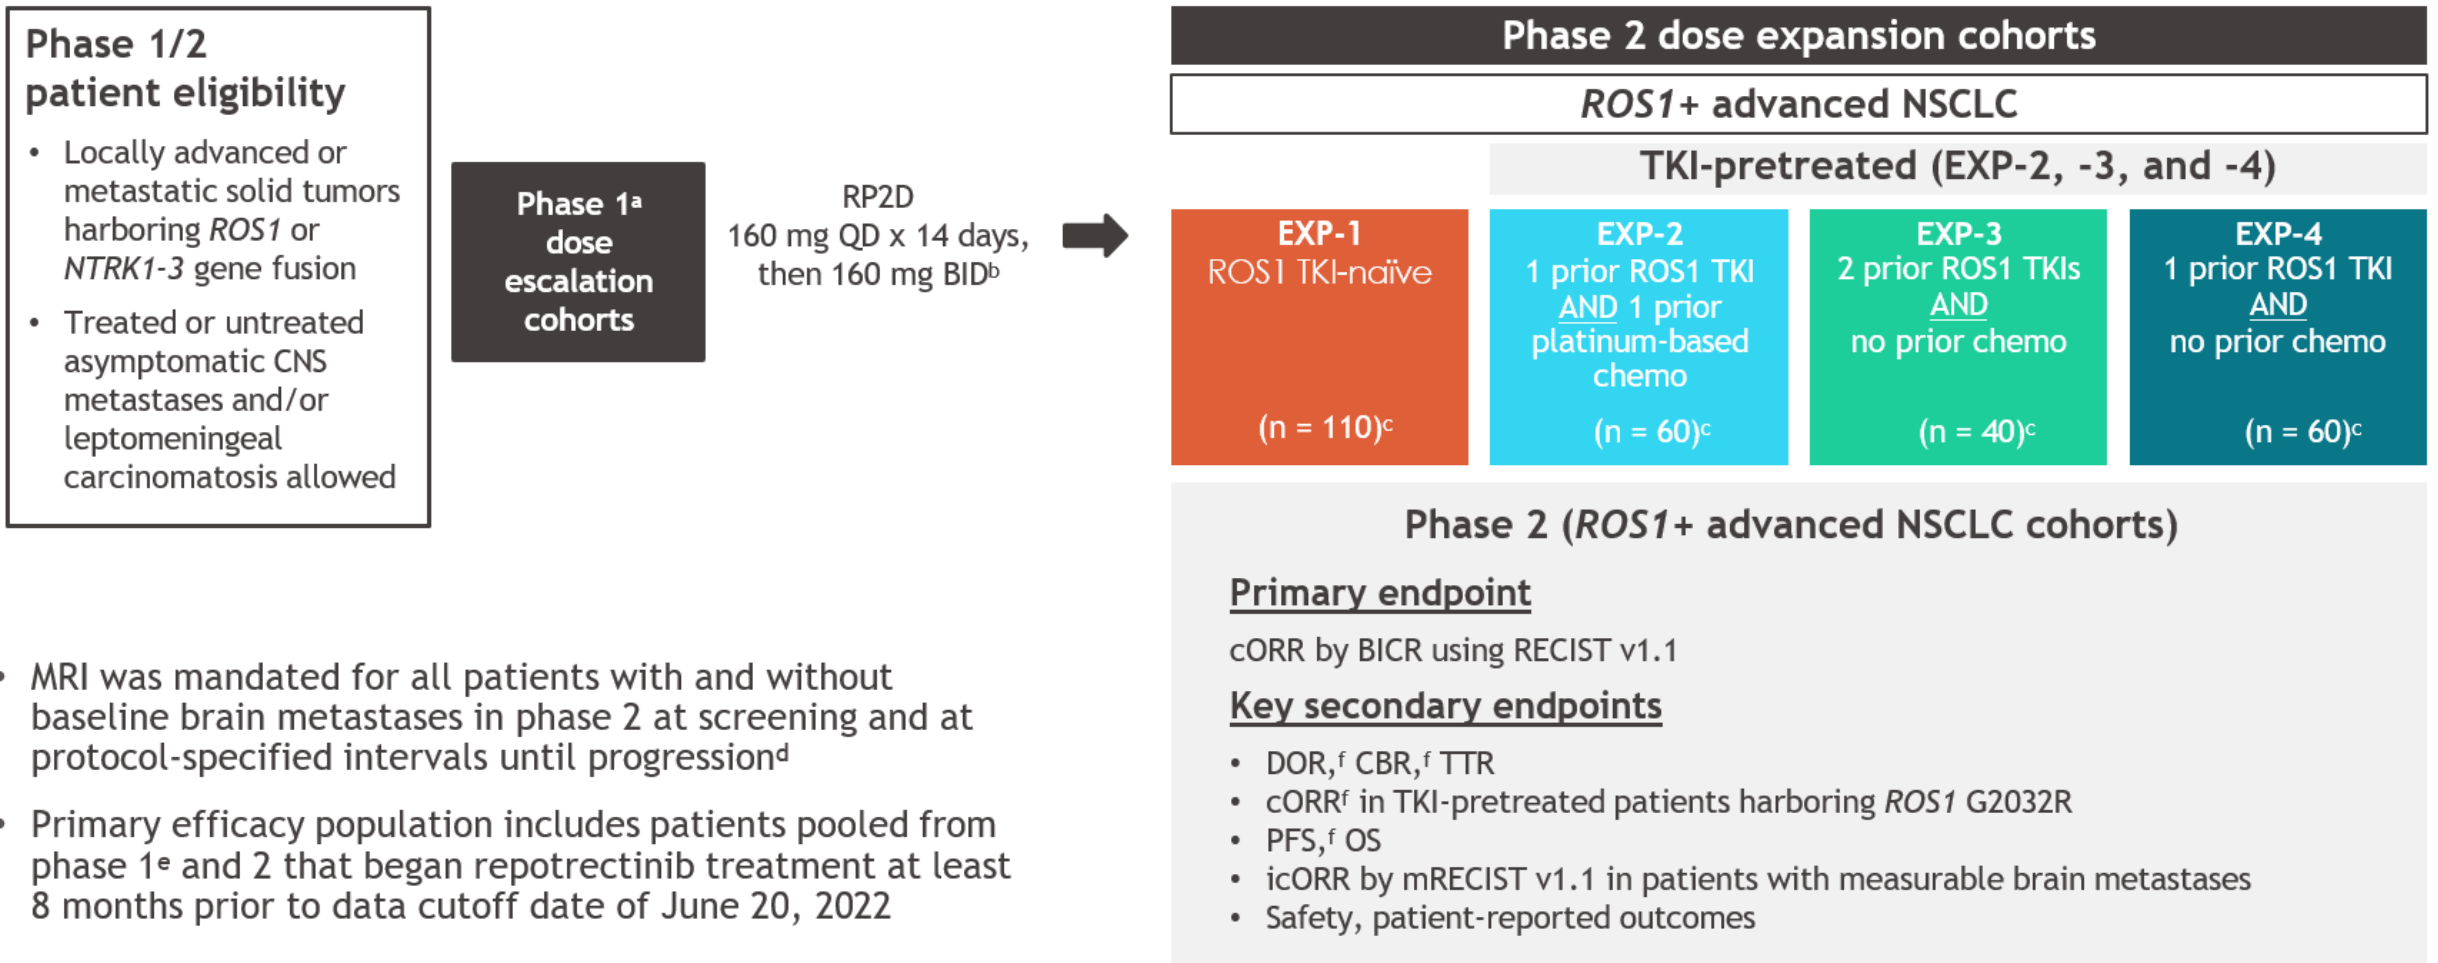 Phase 1/2
patient eligibility
• Locally advanced or
metastatic solid tumors
harboring ROS1 or
NTRK1-3 gene fusion
• Treated or untreated
asymptomatic CNS
metastases and/or
leptomeningeal
carcinomatosis allowed
Phase 1ᵃ
dose
escalation
cohorts
RP2D
160 mg QD x 14 days,
then 160 mg BIDᵇ
Phase 2 dose expansion cohorts
ROS1+ advanced NSCLC
TKI-pretreated (EXP-2, -3, and -4)
EXP-1
ROS1 TKI-naïve
(n = 110)ᶜ
EXP-2
1 prior ROS1 TKI
AND 1 prior
platinum-based
chemo
(n = 60)ᶜ
EXP-3
2 prior ROS1 TKIs
AND
no prior chemo
(n = 40)ᶜ
EXP-4
1 prior ROS1 TKI
AND
no prior chemo
(n = 60)ᶜ
• MRI was mandated for all patients with and without
baseline brain metastases in phase 2 at screening and at
protocol-specified intervals until progressionᵈ
• Primary efficacy population includes patients pooled from
phase 1ᵉ and 2 that began repotrectinib treatment at least
8 months prior to data cutoff date of June 20, 2022
Phase 2 (ROS1+ advanced NSCLC cohorts)
Primary endpoint
cORR by BICR using RECIST v1.1
Key secondary endpoints
• DOR,ᶠ CBR,ᶠ TTR
• cORRᶠ in TKI-pretreated patients harboring ROS1 G2032R
• PFS,ᶠ OS
• icORR by mRECIST v1.1 in patients with measurable brain metastases
• Safety, patient-reported outcomes